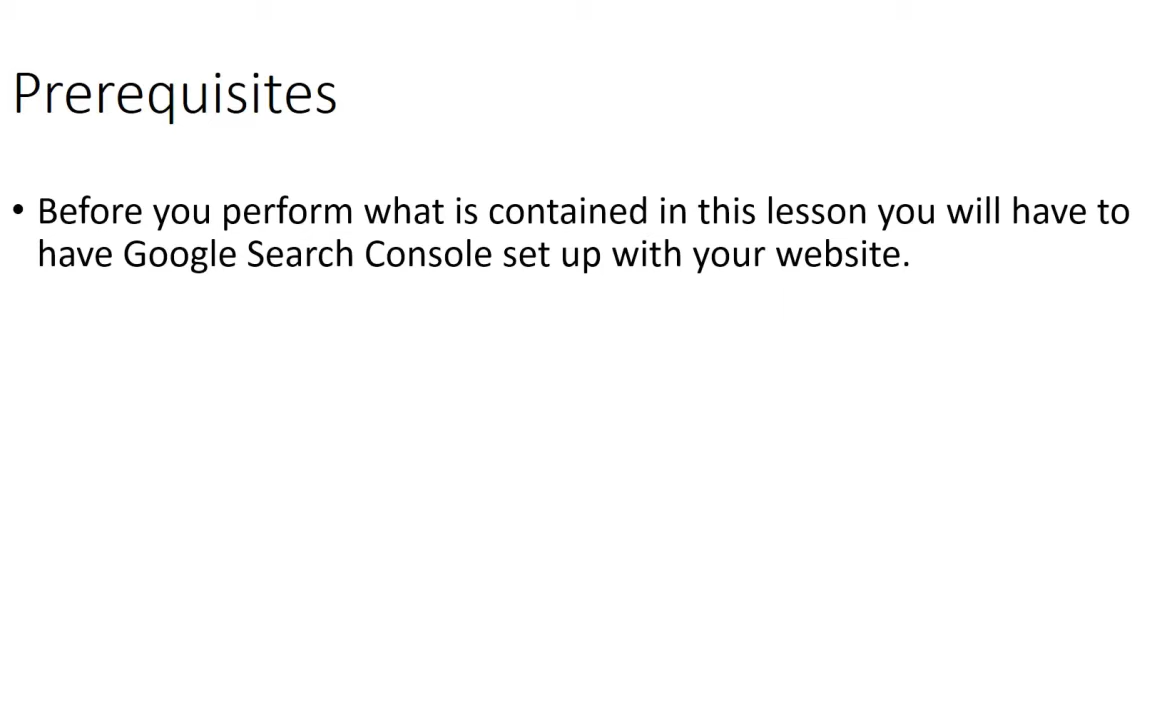 Prerequisites
• Before you perform what is contained in this lesson you will have to
have Google Search Console set up with your website.